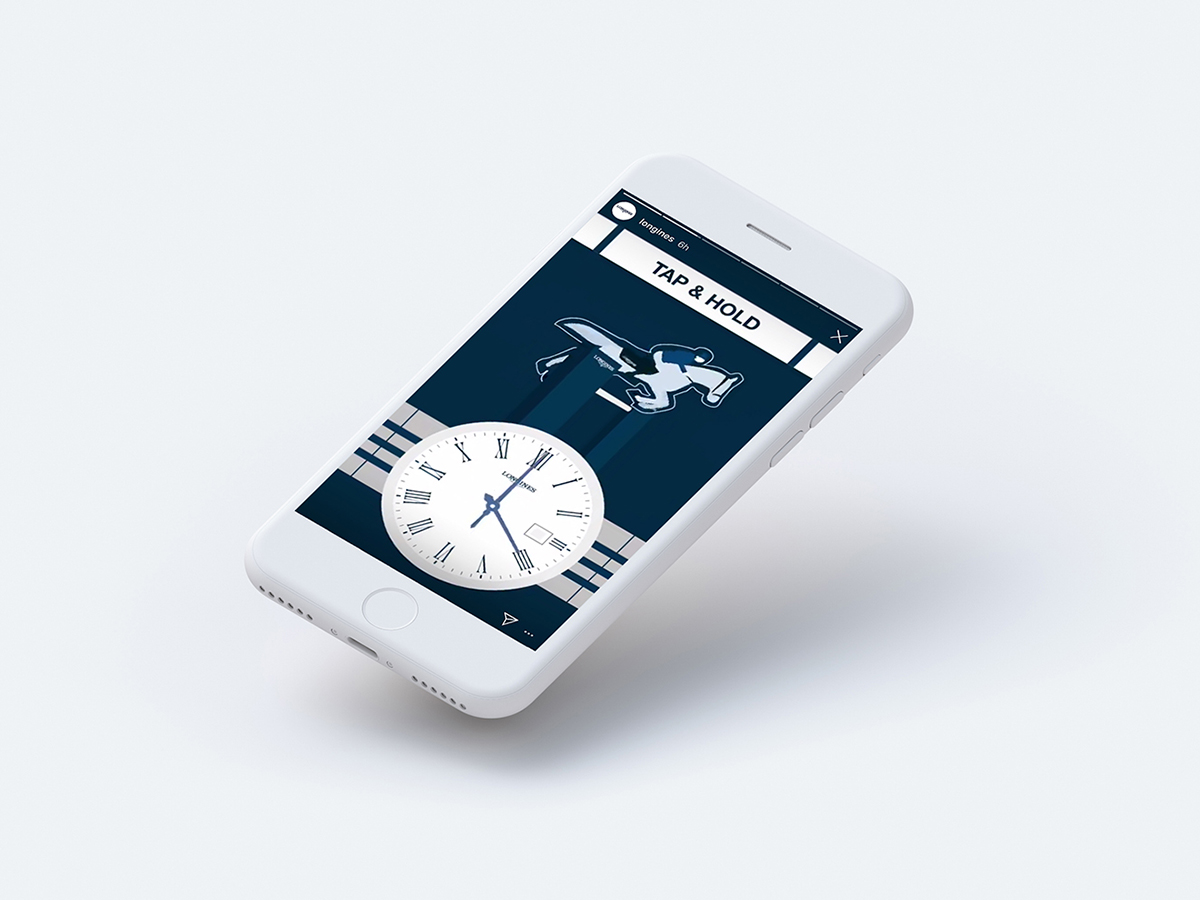 longines 6h
TAP & HOLD
LONGINES
LONGINES
XII
I
II
III
IIII
V
VI
VII
VIII
IX
X
XI